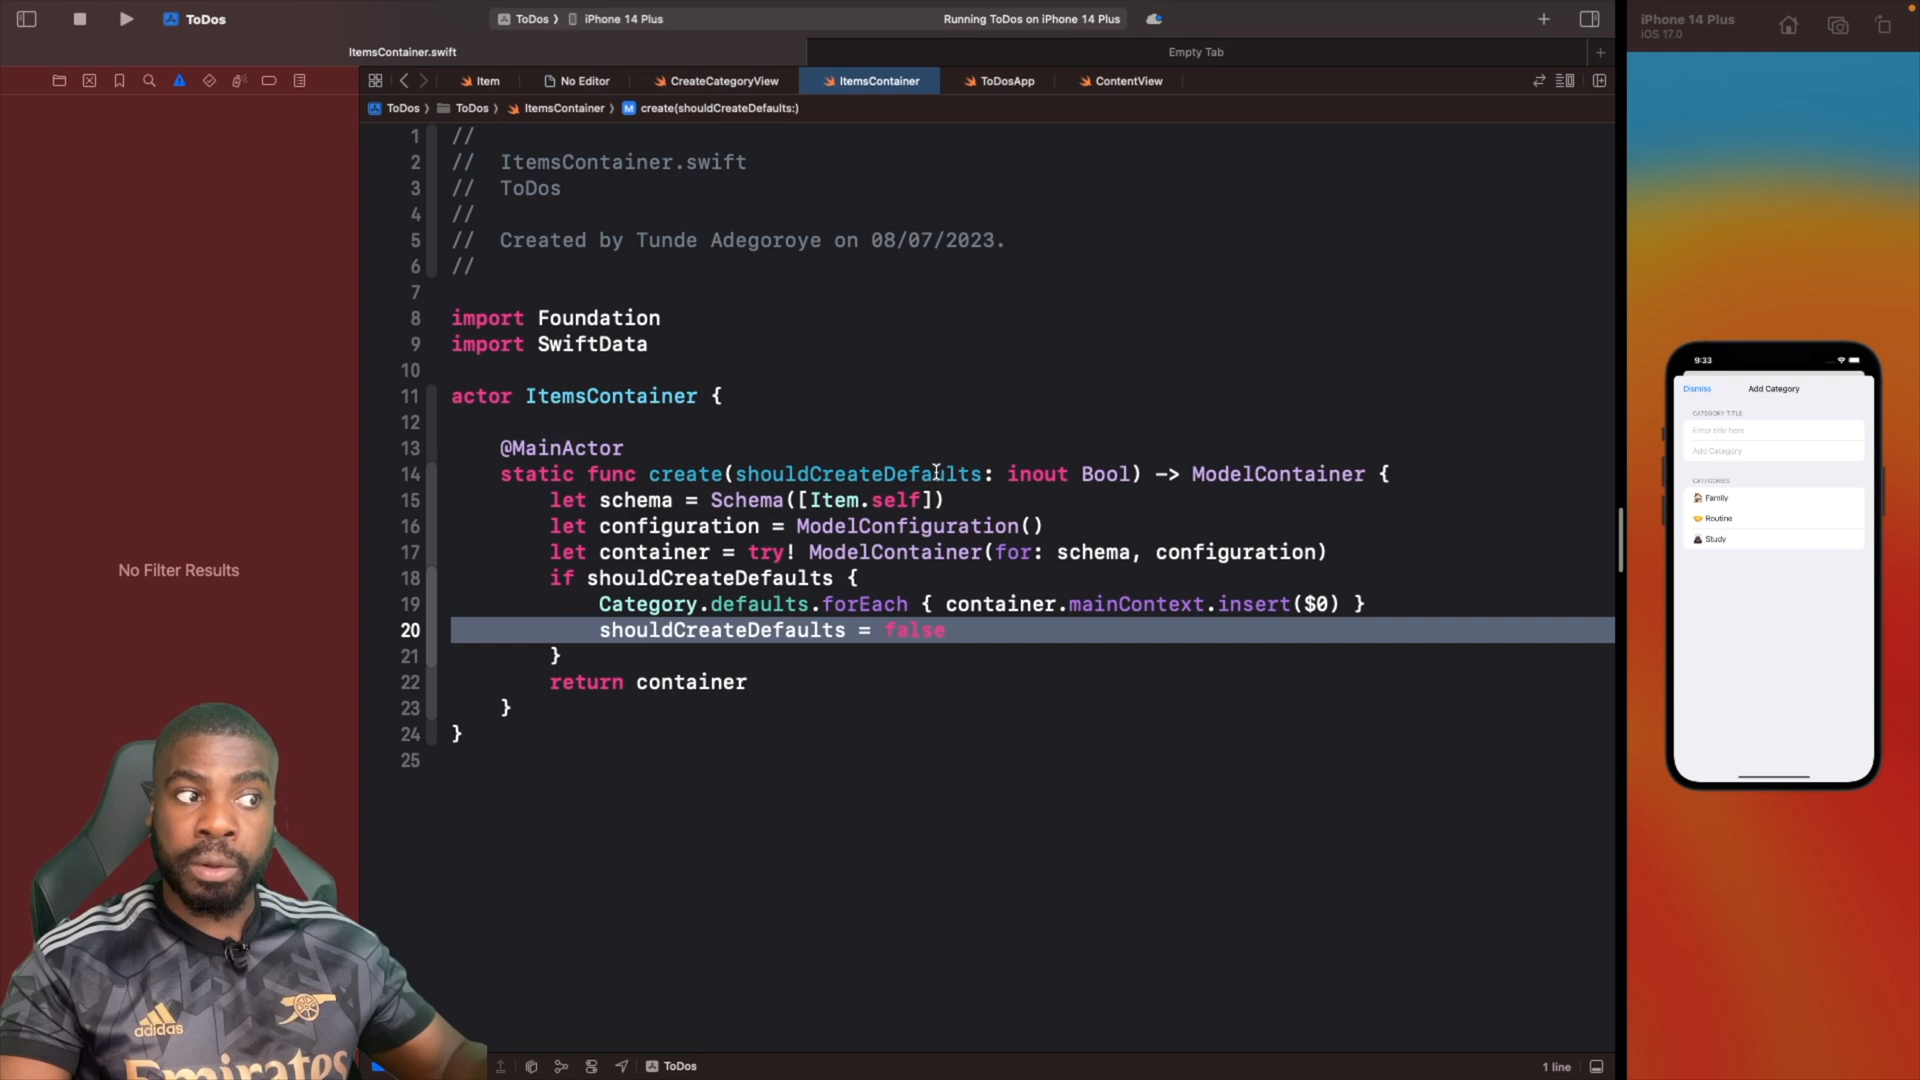 ToDos
ToDos
iPhone 14 Plus
Running ToDos on iPhone 14 Plus
iPhone 14 Plus
iOS 17.0
ItemsContainer.swift
Empty Tab
Item
No Editor
CreateCategoryView
ItemsContainer
ToDosApp
ContentView
ToDos
ToDos
ItemsContainer
M create(shouldCreateDefaults:)
1 //
2 // ItemsContainer.swift
3 // ToDos
4 //
5 // Created by Tunde Adegoroye on 08/07/2023.
6 //
7
8 import Foundation
9 import SwiftData
10
11 actor ItemsContainer {
12
13 @MainActor
14 static func create(shouldCreateDefaults: inout Bool) -> ModelContainer {
15 let schema = Schema([Item.self])
16 let configuration = ModelConfiguration()
17 let container = try! ModelContainer(for: schema, configuration)
18 if shouldCreateDefaults {
19 Category.defaults.forEach { container.mainContext.insert($0) }
20 shouldCreateDefaults = false
21 }
22 return container
23 }
24 }
25
No Filter Results
9:33
Dismiss
Add Category
CATEGORY TITLE
Enter title here
Add Category
CATEGORIES
Family
Routine
Study
adidas
Emirates
ToDos
1 line